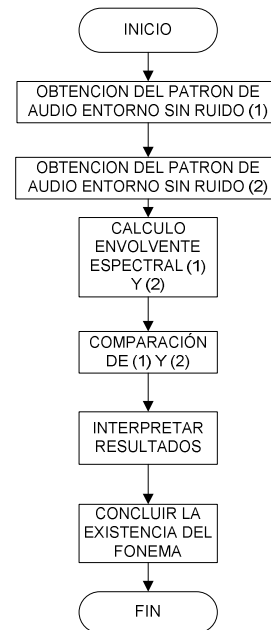 INICIO
OBTENCION DEL PATRON DE
AUDIO ENTORNO SIN RUIDO (1)
OBTENCION DEL PATRON DE
AUDIO ENTORNO SIN RUIDO (2)
CALCULO
ENVOLVENTE
ESPECTRAL (1)
Y (2)
COMPARACIÓN
DE (1) Y (2)
INTERPRETAR
RESULTADOS
CONCLUIR LA
EXISTENCIA DEL
FONEMA
FIN